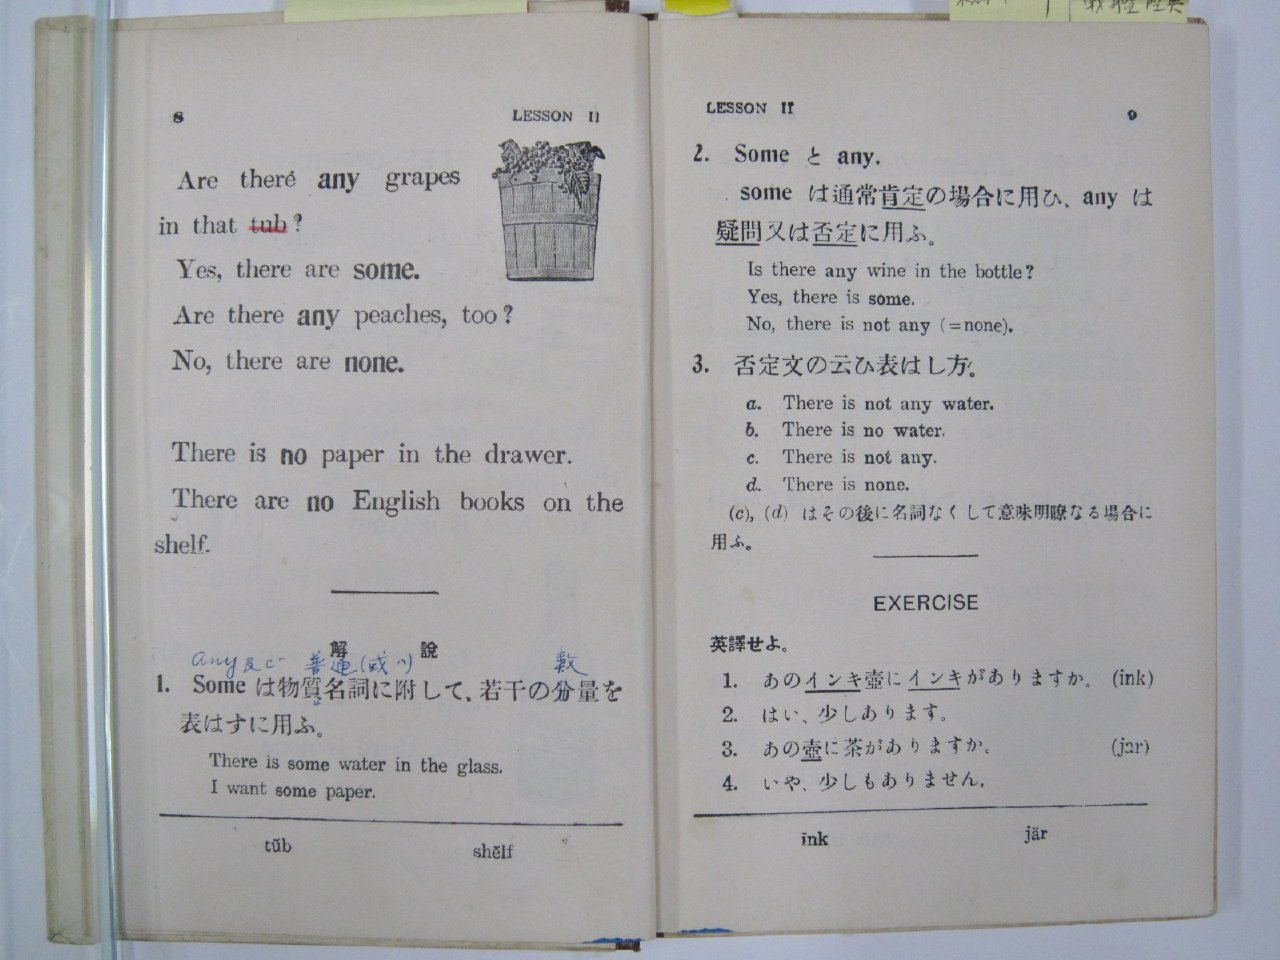 8 LESSON II
Are there any grapes
in that tub?
Yes, there are some.
Are there any peaches, too?
No, there are none.
There is no paper in the drawer.
There are no English books on the
shelf.
解 說
any及ビ 普通(或ハ) 数
1. Some は物質名詞に附して、若干の分量を
表はすに用ふ。
There is some water in the glass.
I want some paper.
tŭb shĕlf
LESSON II 9
2. Some と any.
some は通常肯定の場合に用ひ、any は
疑問又は否定に用ふ。
Is there any wine in the bottle?
Yes, there is some.
No, there is not any (=none).
3. 否定文の云ひ表はし方。
a. There is not any water.
b. There is no water.
c. There is not any.
d. There is none.
(c), (d) はその後に名詞なくして意味明瞭なる場合に
用ふ。
EXERCISE
英譯せよ。
1. あのインキ壺にインキがありますか。 (ink)
2. はい、少しあります。
3. あの壺に茶がありますか。 (jar)
4. いや、少しもありません。
ĭnk jär